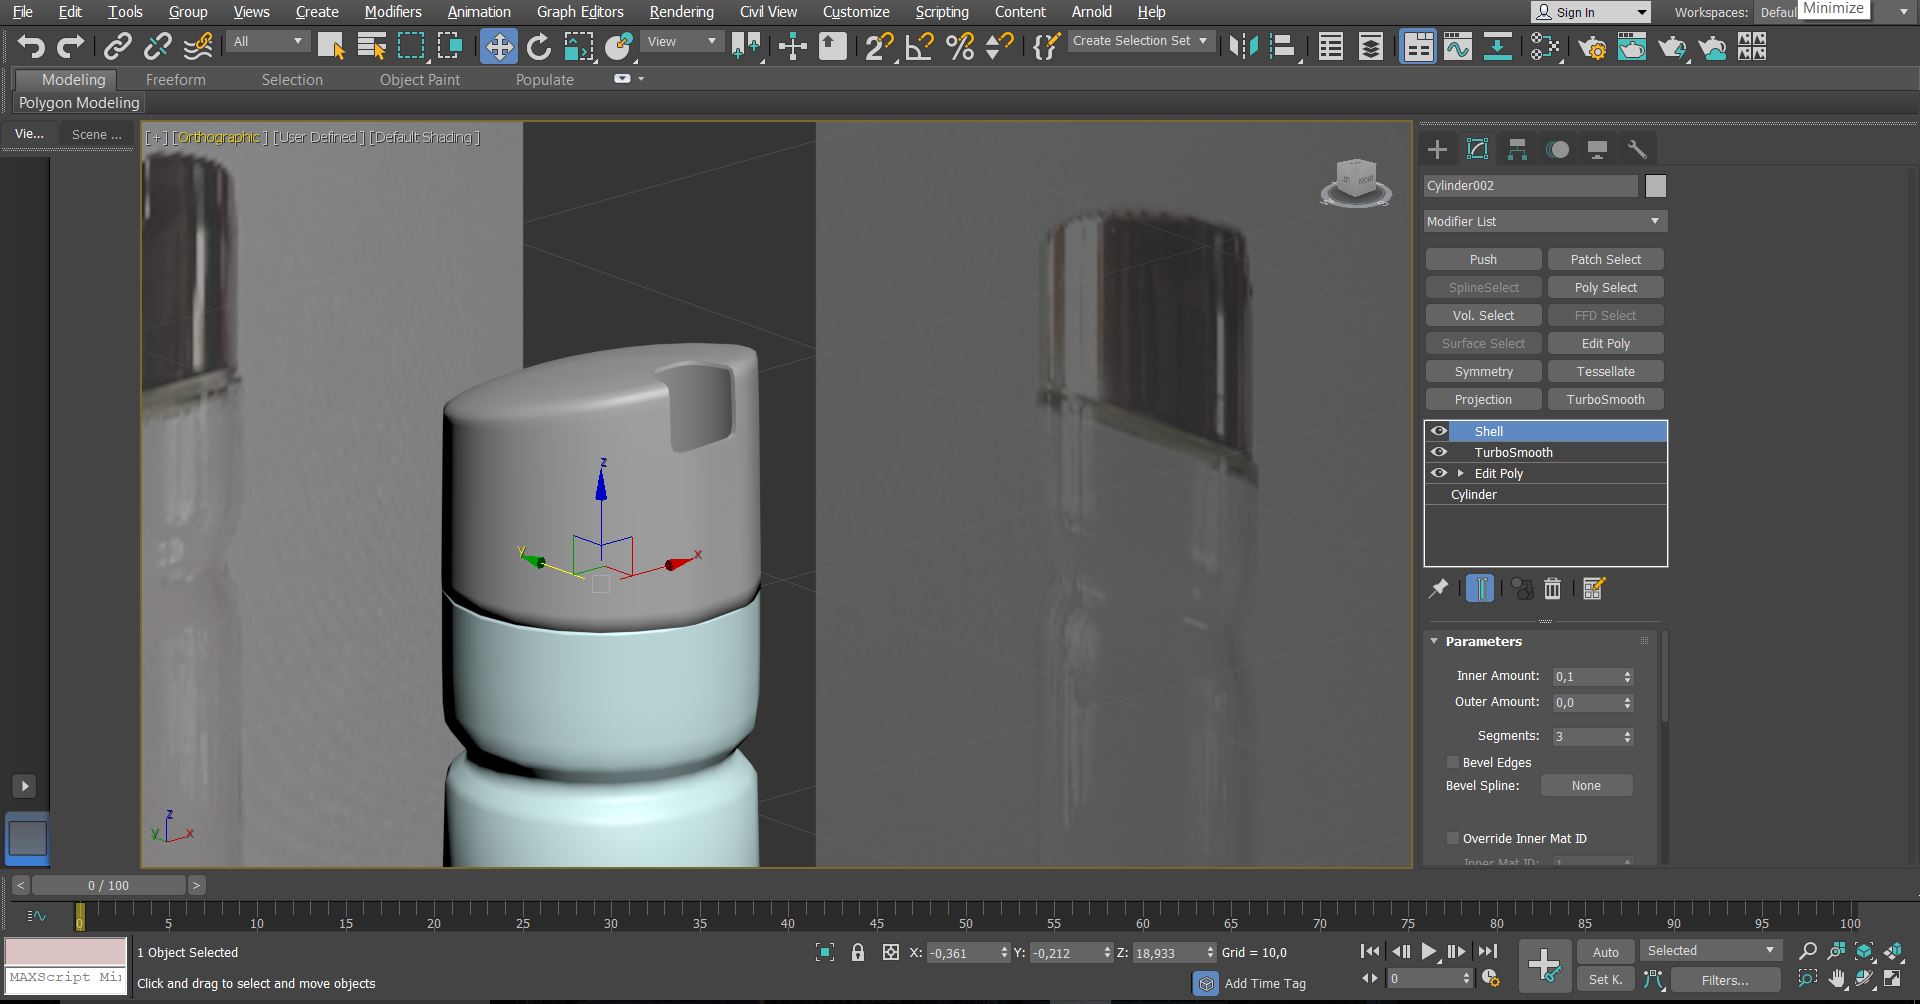 File Edit Tools Group Views Create Modifiers Animation Graph Editors Rendering Civil View Customize Scripting Content Arnold Help Sign In Workspaces: Defau Minimize
All View Create Selection Set
Modeling Freeform Selection Object Paint Populate
Polygon Modeling
Vie... Scene ...
[+] [Orthographic ] [User Defined ] [Default Shading ]
FRONT
Cylinder002
Modifier List
Push Patch Select
SplineSelect Poly Select
Vol. Select FFD Select
Surface Select Edit Poly
Symmetry Tessellate
Projection TurboSmooth
Shell
TurboSmooth
Edit Poly
Cylinder
z
y x
Parameters
Inner Amount: 0,1
Outer Amount: 0,0
Segments: 3
Bevel Edges
Bevel Spline: None
Override Inner Mat ID
Inner Mat ID: 1
z
y x
< 0 / 100 >
0 5 10 15 20 25 30 35 40 45 50 55 60 65 70 75 80 85 90 95 100
1 Object Selected X: -0,361 Y: -0,212 Z: 18,933 Grid = 10,0 Auto Selected
MAXScript Mi
Click and drag to select and move objects Add Time Tag 0 Set K. Filters...